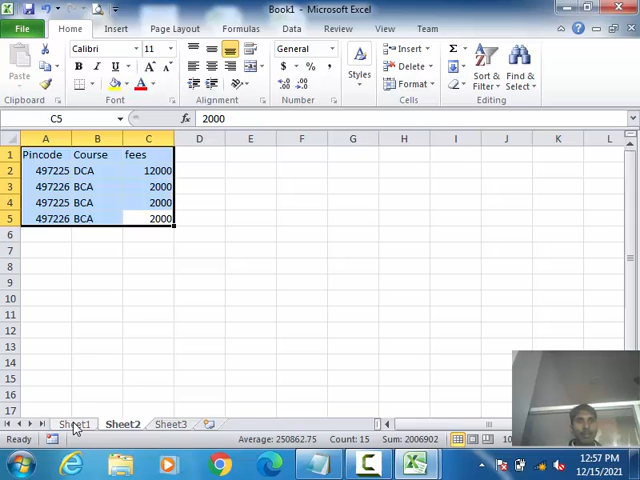 Book1 - Microsoft Excel
File Home Insert Page Layout Formulas Data Review View Team
Paste Calibri 11 General Styles Insert Delete Format Sort & Filter Find & Select
Clipboard Font Alignment Number Cells Editing
C5 fx 2000
A B C D E F G H I J K L
1 Pincode Course fees
2 497225 DCA 12000
3 497226 BCA 2000
4 497225 BCA 2000
5 497226 BCA 2000
6
7
8
9
10
11
12
13
14
15
16
17
Sheet1 Sheet2 Sheet3
Ready Average: 250862.75 Count: 15 Sum: 2006902
12:57 PM
12/15/2021